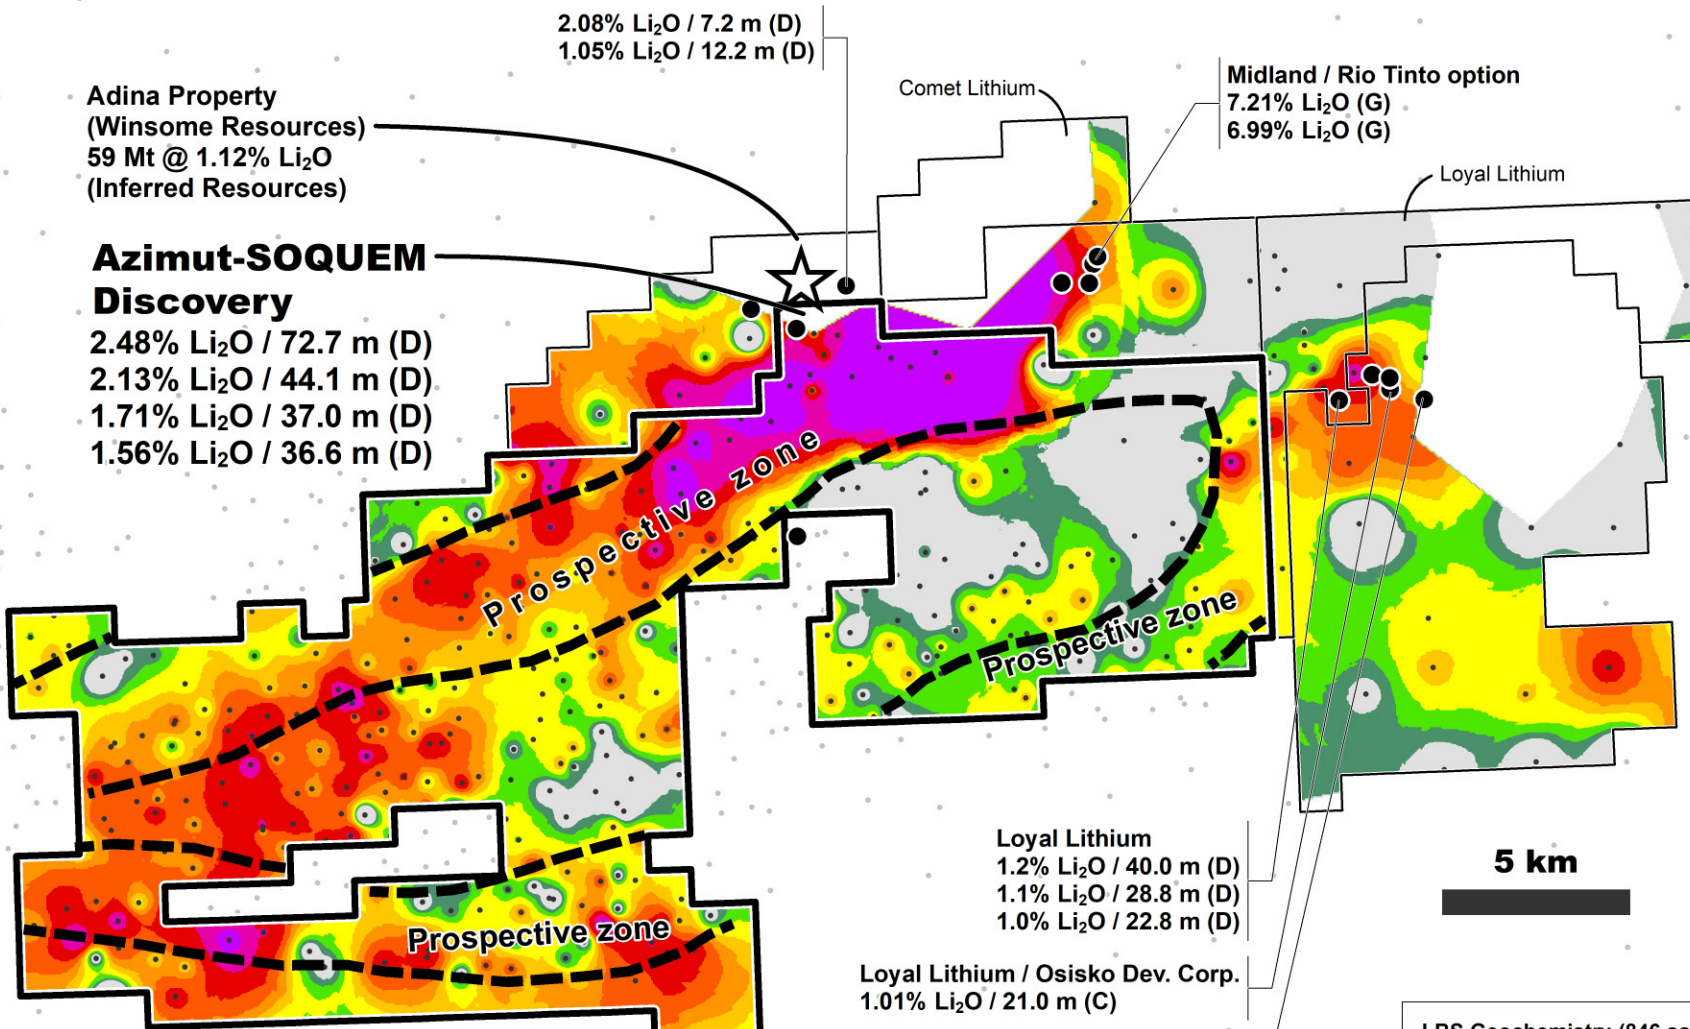 2.08% Li₂O / 7.2 m (D)
1.05% Li₂O / 12.2 m (D)
Adina Property
(Winsome Resources)
59 Mt @ 1.12% Li₂O
(Inferred Resources)
Comet Lithium
Midland / Rio Tinto option
7.21% Li₂O (G)
6.99% Li₂O (G)
Loyal Lithium
Azimut-SOQUEM
Discovery
2.48% Li₂O / 72.7 m (D)
2.13% Li₂O / 44.1 m (D)
1.71% Li₂O / 37.0 m (D)
1.56% Li₂O / 36.6 m (D)
Prospective zone
Prospective zone
Prospective zone
Loyal Lithium
1.2% Li₂O / 40.0 m (D)
1.1% Li₂O / 28.8 m (D)
1.0% Li₂O / 22.8 m (D)
5 km
Loyal Lithium / Osisko Dev. Corp.
1.01% Li₂O / 21.0 m (C)